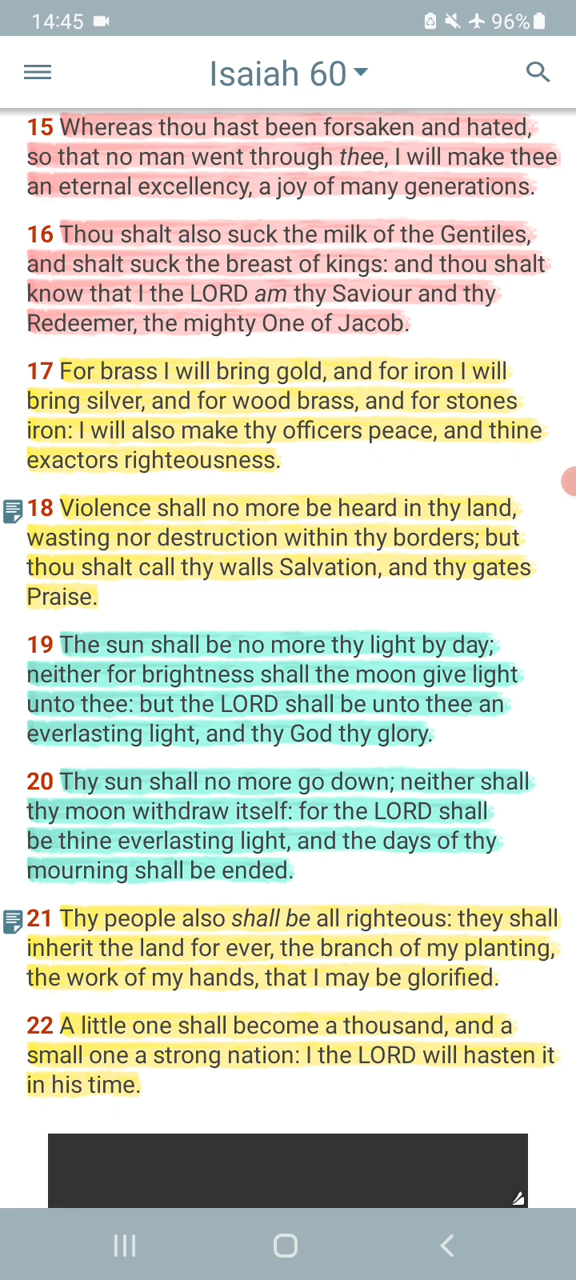 14:45 96%
Isaiah 60
15 Whereas thou hast been forsaken and hated,
so that no man went through thee, I will make thee
an eternal excellency, a joy of many generations.
16 Thou shalt also suck the milk of the Gentiles,
and shalt suck the breast of kings: and thou shalt
know that I the LORD am thy Saviour and thy
Redeemer, the mighty One of Jacob.
17 For brass I will bring gold, and for iron I will
bring silver, and for wood brass, and for stones
iron: I will also make thy officers peace, and thine
exactors righteousness.
18 Violence shall no more be heard in thy land,
wasting nor destruction within thy borders; but
thou shalt call thy walls Salvation, and thy gates
Praise.
19 The sun shall be no more thy light by day;
neither for brightness shall the moon give light
unto thee: but the LORD shall be unto thee an
everlasting light, and thy God thy glory.
20 Thy sun shall no more go down; neither shall
thy moon withdraw itself: for the LORD shall
be thine everlasting light, and the days of thy
mourning shall be ended.
21 Thy people also shall be all righteous: they shall
inherit the land for ever, the branch of my planting,
the work of my hands, that I may be glorified.
22 A little one shall become a thousand, and a
small one a strong nation: I the LORD will hasten it
in his time.